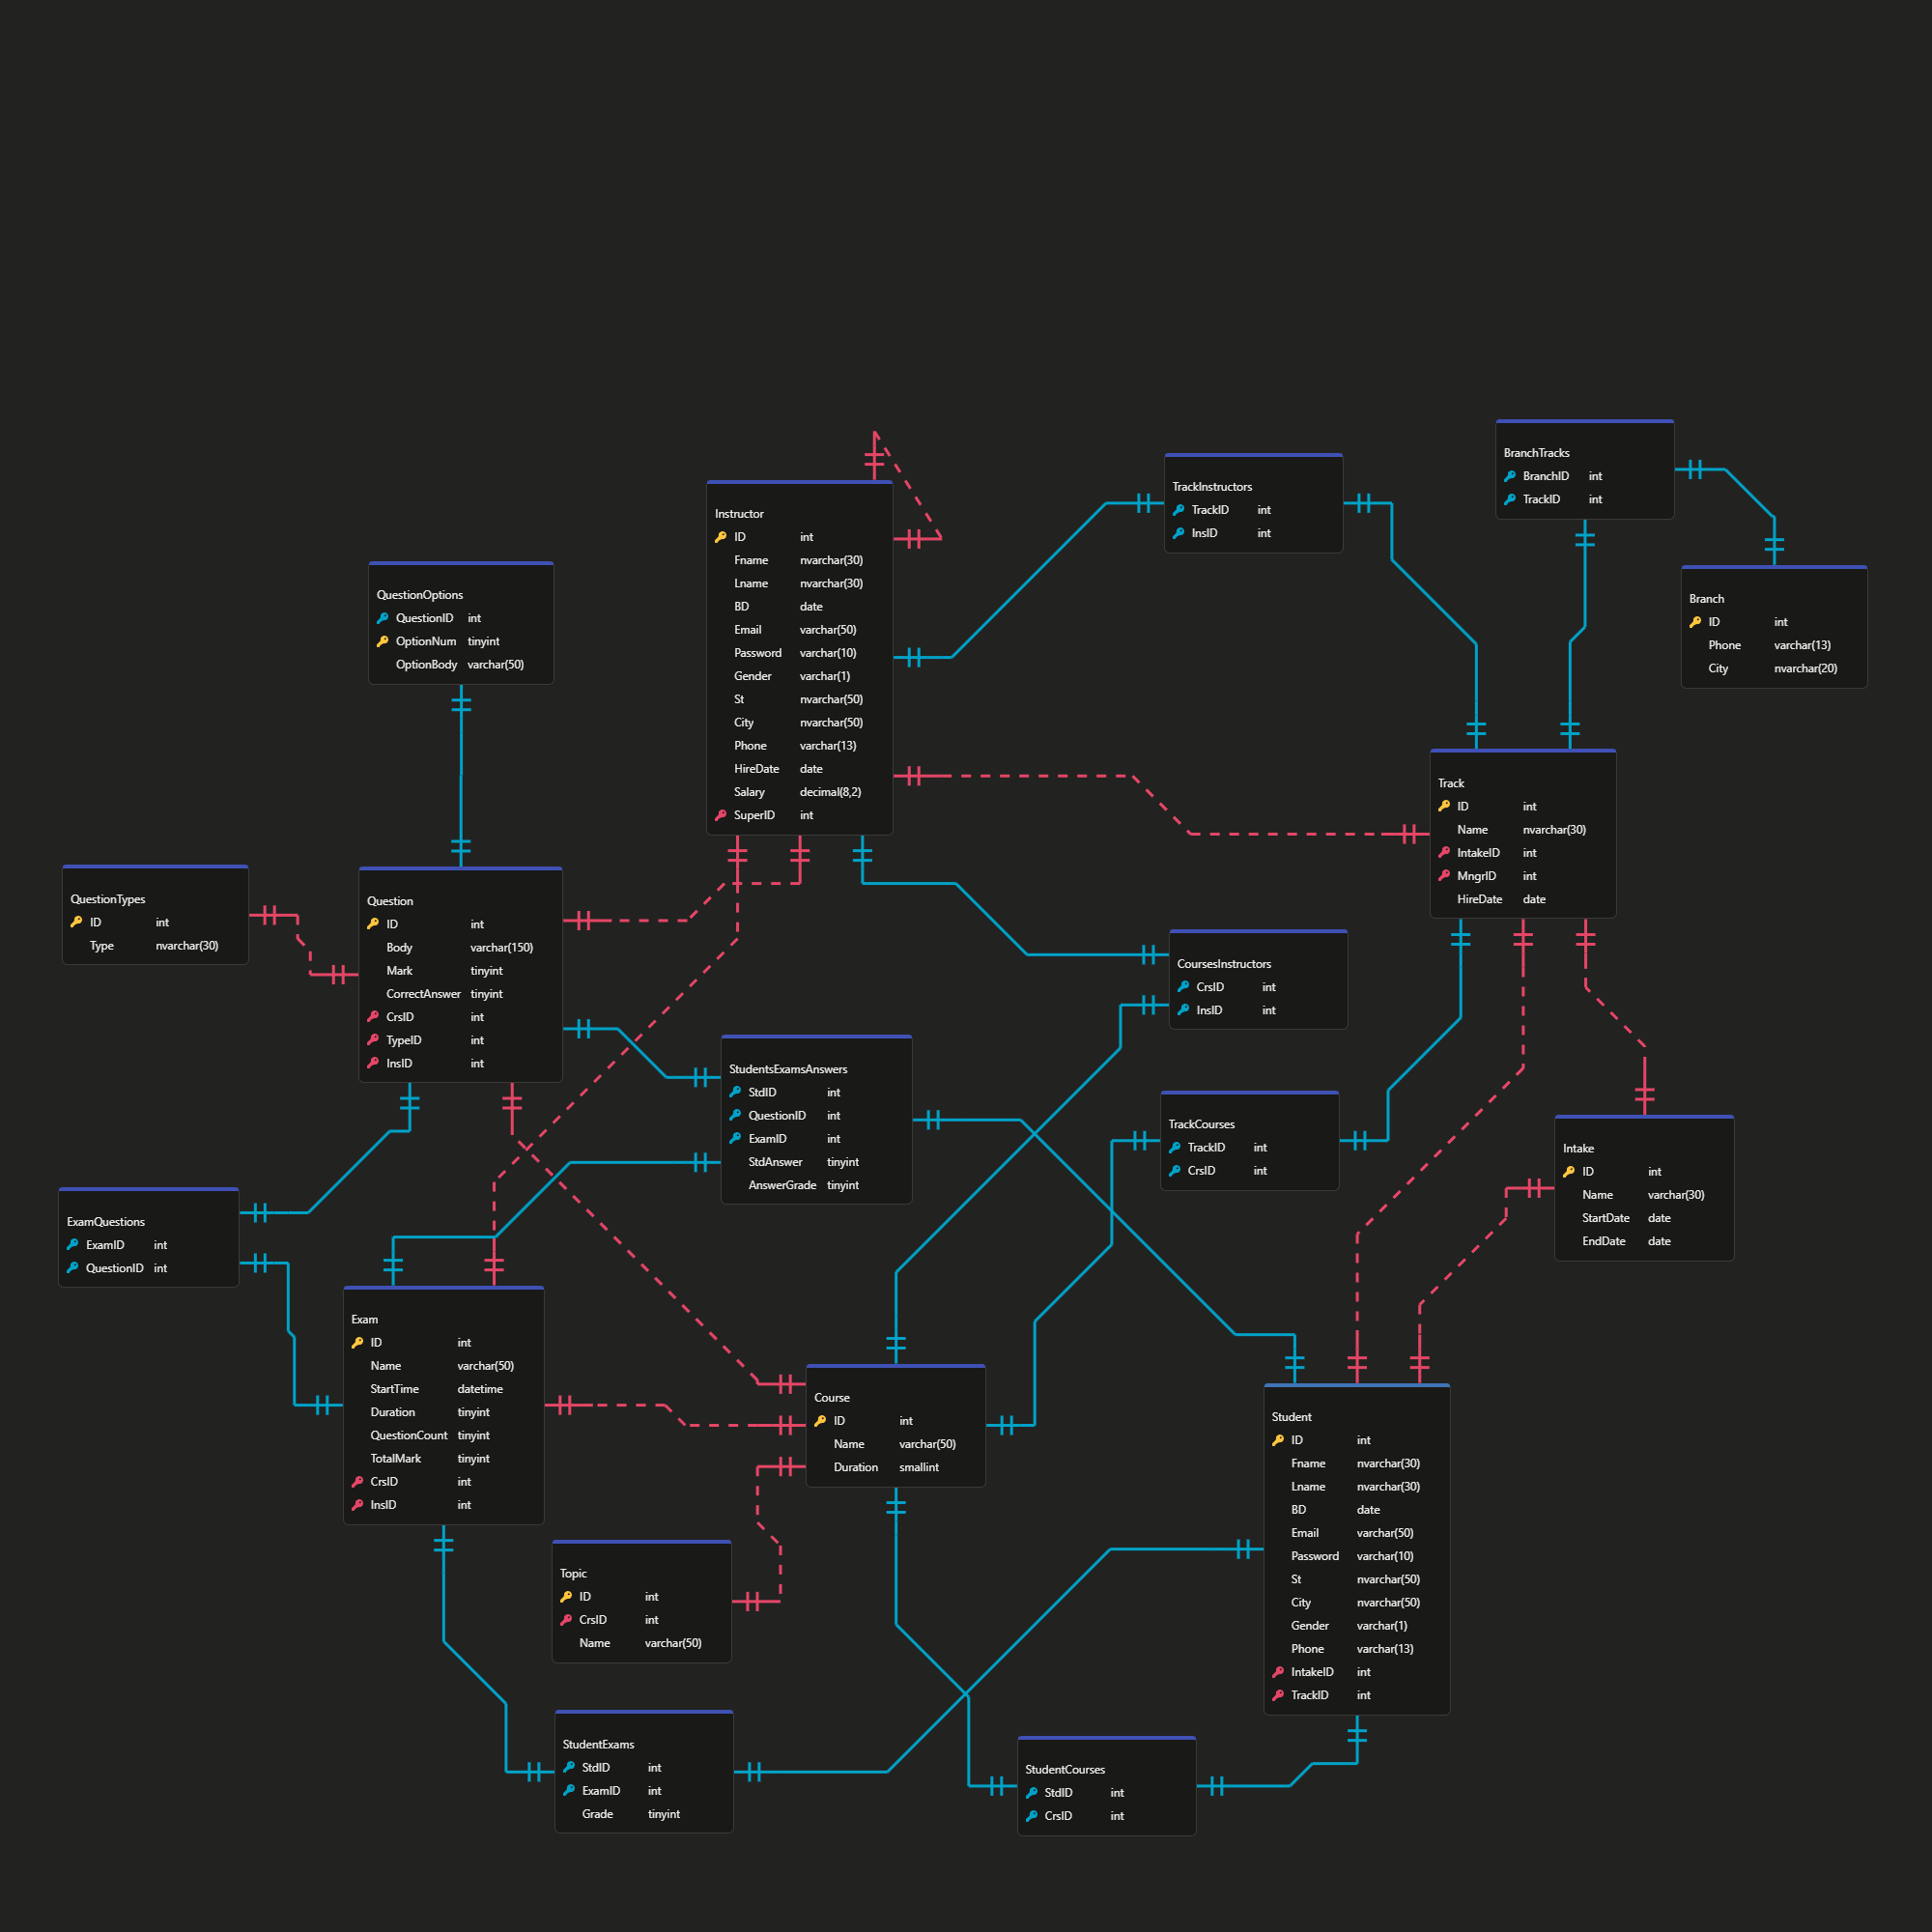 BranchTracks
BranchID int
TrackID int
TrackInstructors
TrackID int
InsID int
Instructor
ID int
Fname nvarchar(30)
Lname nvarchar(30)
BD date
Email varchar(50)
Password varchar(10)
Gender varchar(1)
St nvarchar(50)
City nvarchar(50)
Phone varchar(13)
HireDate date
Salary decimal(8,2)
SuperID int
QuestionOptions
QuestionID int
OptionNum tinyint
OptionBody varchar(50)
Branch
ID int
Phone varchar(13)
City nvarchar(20)
Track
ID int
Name nvarchar(30)
IntakeID int
MngrID int
HireDate date
QuestionTypes
ID int
Type nvarchar(30)
Question
ID int
Body varchar(150)
Mark tinyint
CorrectAnswer tinyint
CrsID int
TypeID int
InsID int
CoursesInstructors
CrsID int
InsID int
StudentsExamsAnswers
StdID int
QuestionID int
ExamID int
StdAnswer tinyint
AnswerGrade tinyint
TrackCourses
TrackID int
CrsID int
Intake
ID int
Name varchar(30)
StartDate date
EndDate date
ExamQuestions
ExamID int
QuestionID int
Exam
ID int
Name varchar(50)
StartTime datetime
Duration tinyint
QuestionCount tinyint
TotalMark tinyint
CrsID int
InsID int
Course
ID int
Name varchar(50)
Duration smallint
Student
ID int
Fname nvarchar(30)
Lname nvarchar(30)
BD date
Email varchar(50)
Password varchar(10)
St nvarchar(50)
City nvarchar(50)
Gender varchar(1)
Phone varchar(13)
IntakeID int
TrackID int
Topic
ID int
CrsID int
Name varchar(50)
StudentExams
StdID int
ExamID int
Grade tinyint
StudentCourses
StdID int
CrsID int